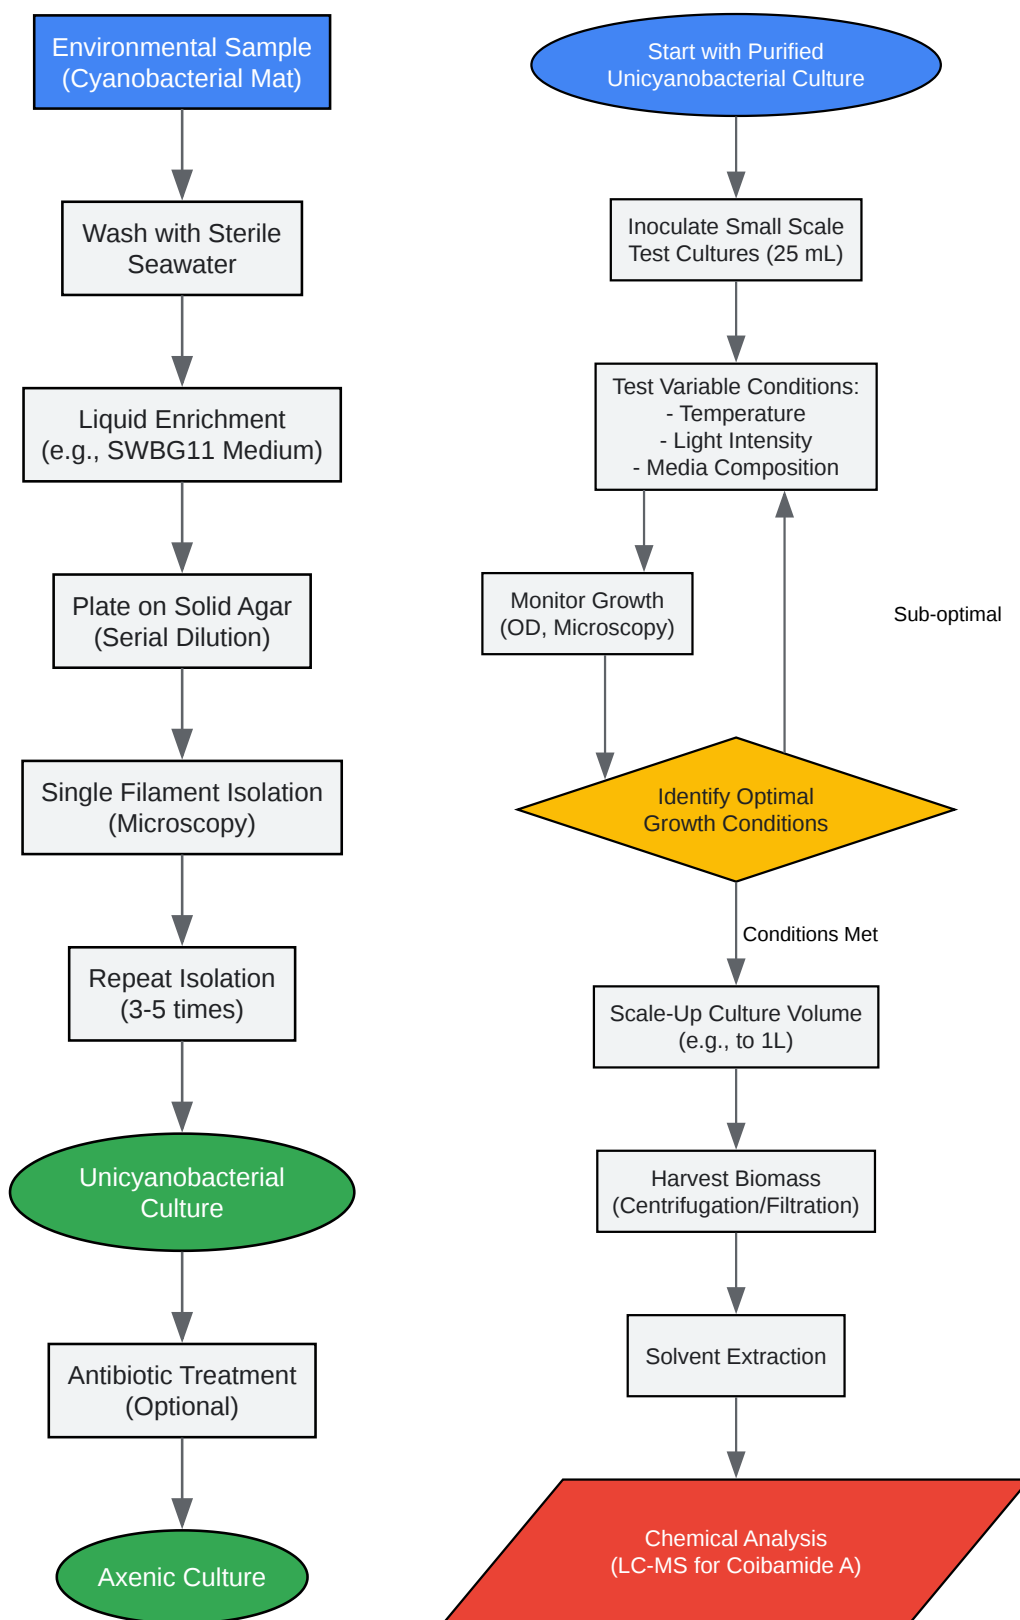 Environmental Sample
(Cyanobacterial Mat)
Wash with Sterile
Seawater
Liquid Enrichment
(e.g., SWBG11 Medium)
Plate on Solid Agar
(Serial Dilution)
Single Filament Isolation
(Microscopy)
Repeat Isolation
(3-5 times)
Unicyanobacterial
Culture
Antibiotic Treatment
(Optional)
Axenic Culture
Start with Purified
Unicyanobacterial Culture
Inoculate Small Scale
Test Cultures (25 mL)
Test Variable Conditions:
- Temperature
- Light Intensity
- Media Composition
Monitor Growth
(OD, Microscopy)
Sub-optimal
Identify Optimal
Growth Conditions
Conditions Met
Scale-Up Culture Volume
(e.g., to 1L)
Harvest Biomass
(Centrifugation/Filtration)
Solvent Extraction
Chemical Analysis
(LC-MS for Coibamide A)